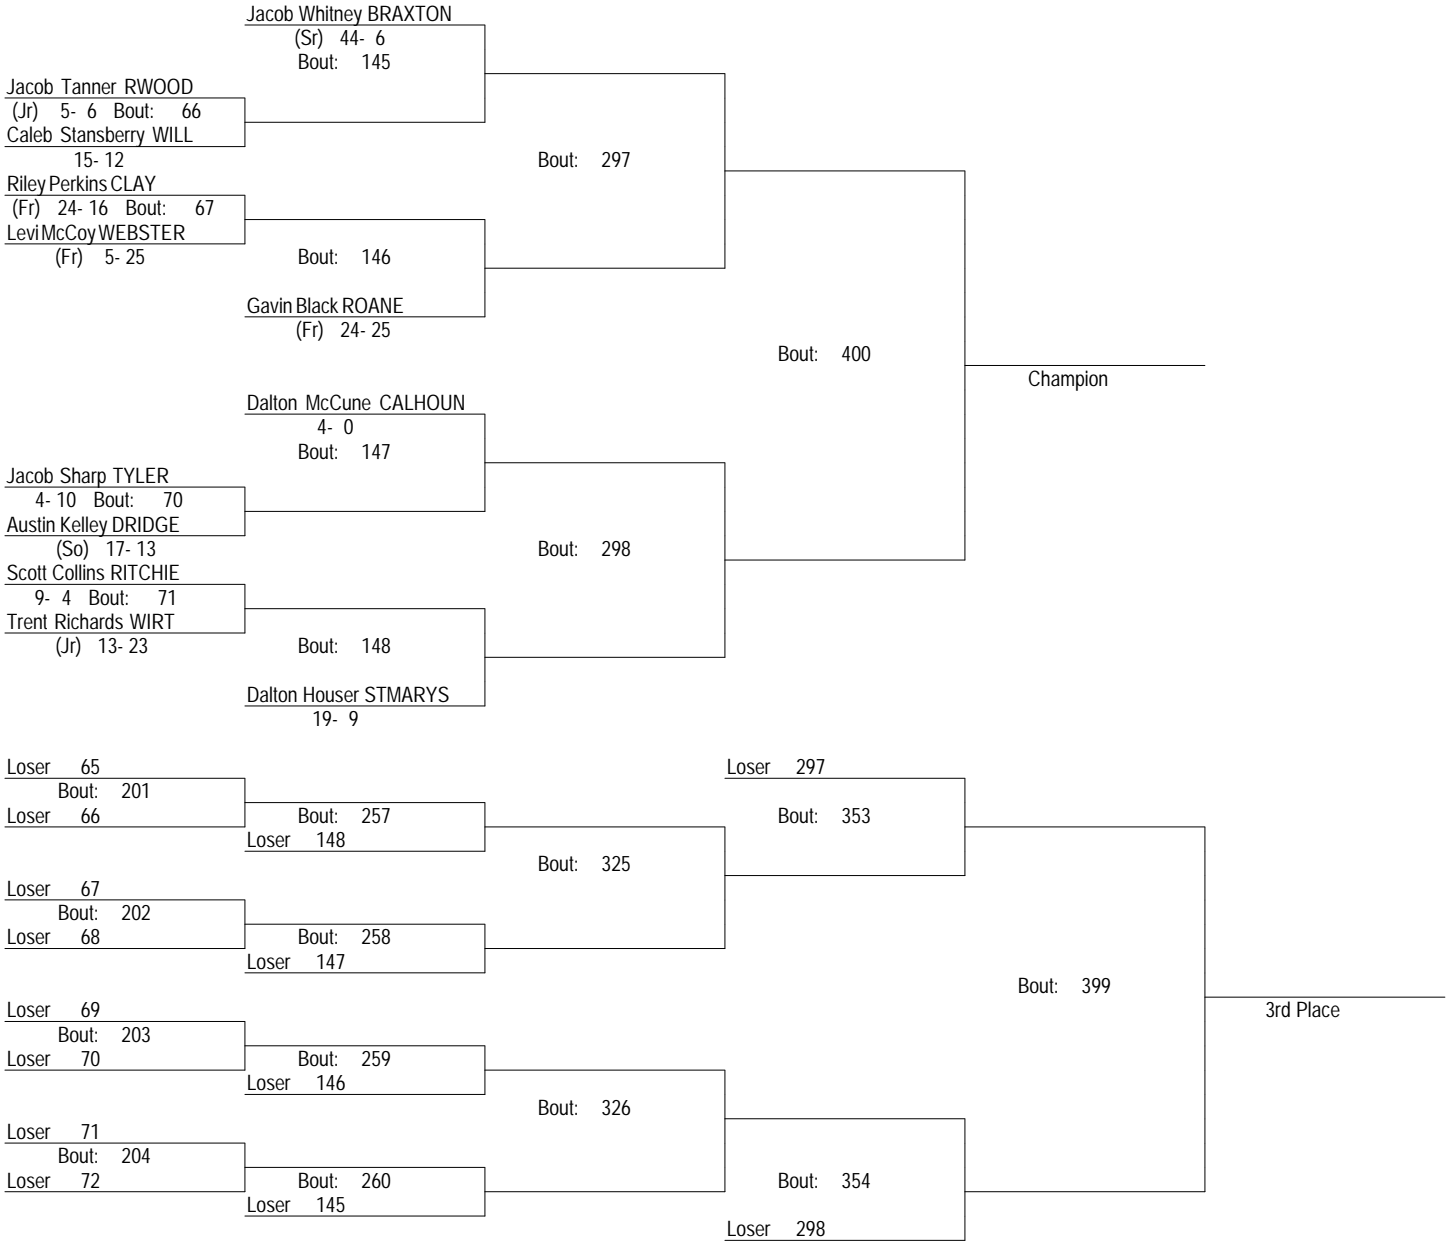 Jacob Whitney BRAXTON
(Sr) 44- 6
Bout: 145
Jacob Tanner RWOOD
(Jr) 5- 6 Bout: 66
Caleb Stansberry WILL
15- 12
Bout: 297
Riley Perkins CLAY
(Fr) 24- 16 Bout: 67
Levi McCoy WEBSTER
(Fr) 5- 25
Bout: 146
Gavin Black ROANE
(Fr) 24- 25
Bout: 400
Champion
Dalton McCune CALHOUN
4- 0
Bout: 147
Jacob Sharp TYLER
4- 10 Bout: 70
Austin Kelley DRIDGE
(So) 17- 13
Bout: 298
Scott Collins RITCHIE
9- 4 Bout: 71
Trent Richards WIRT
(Jr) 13- 23
Bout: 148
Dalton Houser STMARYS
19- 9
Loser 65
Bout: 201
Loser 66
Bout: 257
Loser 148
Loser 297
Bout: 353
Bout: 325
Loser 67
Bout: 202
Loser 68
Bout: 258
Loser 147
Bout: 399
3rd Place
Loser 69
Bout: 203
Loser 70
Bout: 259
Loser 146
Bout: 326
Loser 71
Bout: 204
Loser 72
Bout: 260
Loser 145
Bout: 354
Loser 298